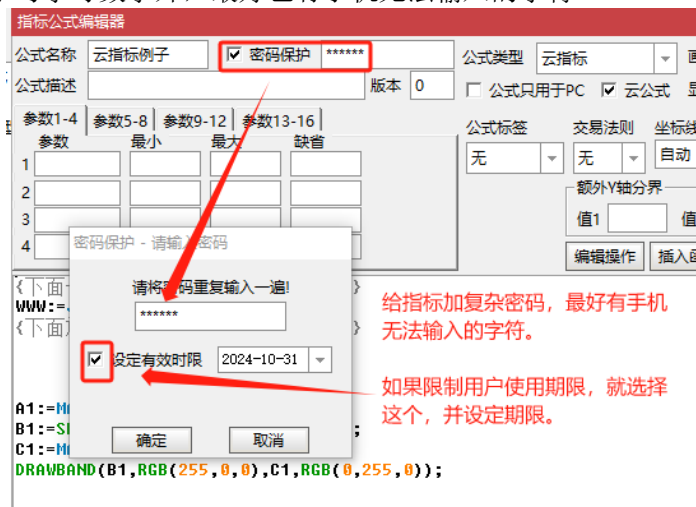 指标公式编辑器
公式名称 云指标例子 密码保护 ****** 公式类型 云指标
公式描述 版本 0 公式只用于PC 云公式
参数1-4 参数5-8 参数9-12 参数13-16 公式标签 交易法则 坐标线
参数 最小 最大 缺省 无 无 自动
1
2 额外Y轴分界
3 值1 值
4 编辑操作 插入
密码保护 - 请输入密码
{下面 请将密码重复输入一遍! }
WWW:= ******
{下面 }
给指标加复杂密码，最好有手机
无法输入的字符。
设定有效时限 2024-10-31
如果限制用户使用期限，就选择
这个，并设定期限。
A1:=M
B1:=S ;
C1:=M
确定 取消
DRAWBAND(B1,RGB(255,0,0),C1,RGB(0,255,0));